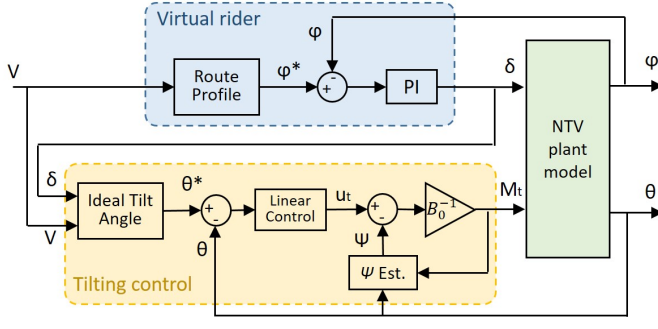 Virtual rider
V
φ
Route
Profile
φ*
-
+
PI
δ
φ
NTV
plant
model
δ
V
Ideal Tilt
Angle
θ*
+
-
θ
Linear
Control
uₜ
+
-
Ψ
B₀⁻¹
Mₜ
θ
Ψ Est.
Tilting control